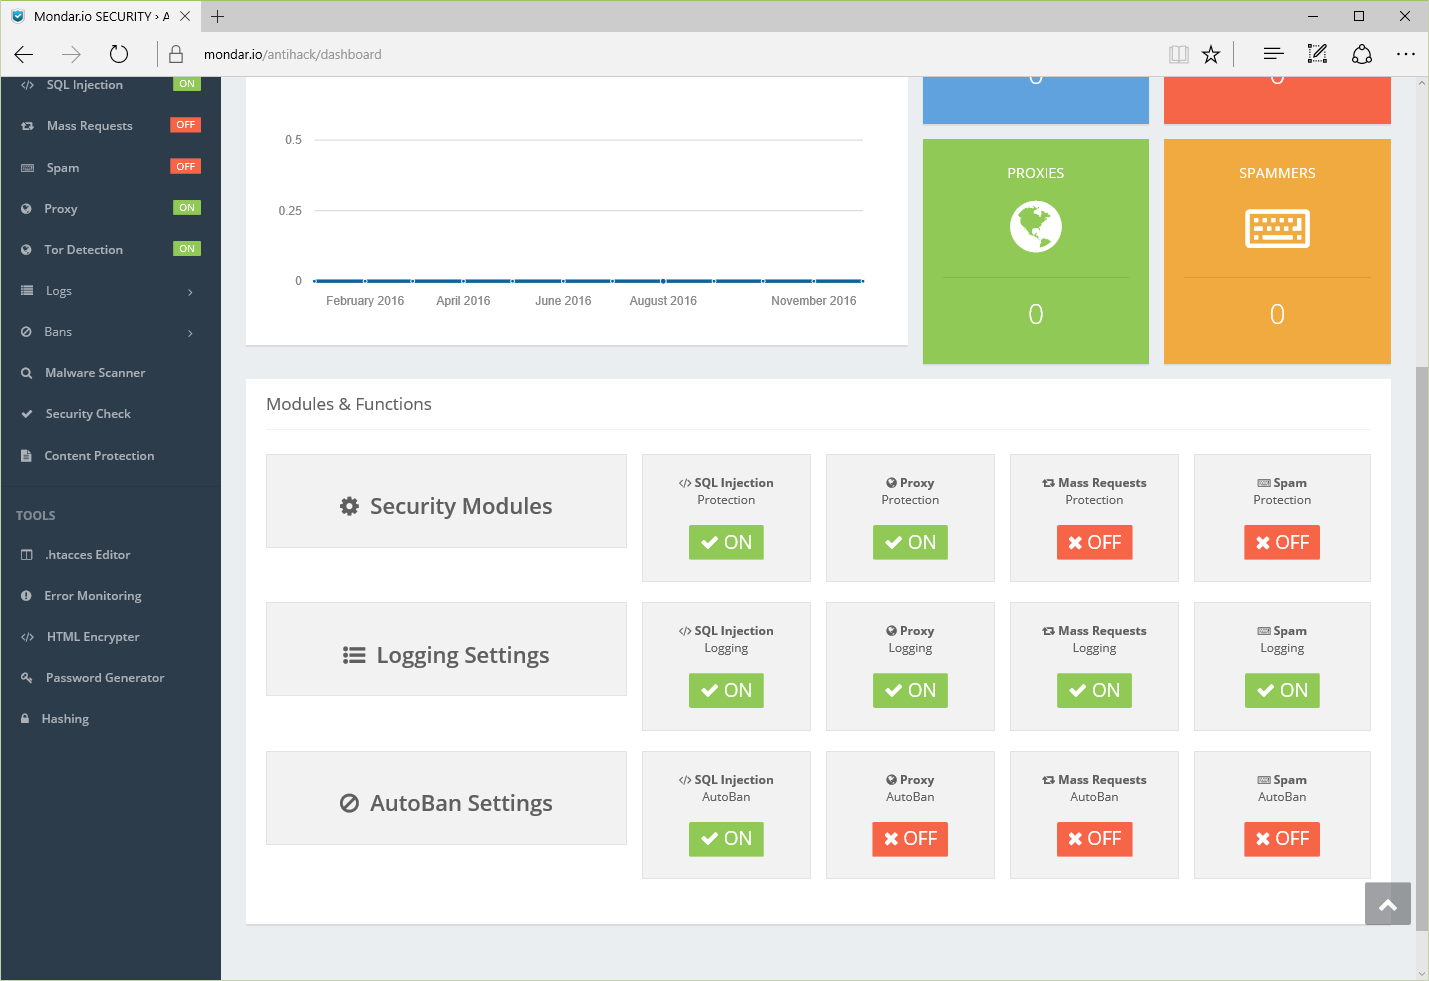 Mondar.io SECURITY › A
mondar.io/antihack/dashboard
SQL Injection ON
Mass Requests OFF
Spam OFF
Proxy ON
Tor Detection ON
Logs
Bans
Malware Scanner
Security Check
Content Protection
TOOLS
.htacces Editor
Error Monitoring
HTML Encrypter
Password Generator
Hashing
0.5
0.25
0
February 2016 April 2016 June 2016 August 2016 November 2016
0 0
PROXIES
0
SPAMMERS
0
Modules & Functions
Security Modules
SQL Injection
Protection
ON
Proxy
Protection
ON
Mass Requests
Protection
OFF
Spam
Protection
OFF
Logging Settings
SQL Injection
Logging
ON
Proxy
Logging
ON
Mass Requests
Logging
ON
Spam
Logging
ON
AutoBan Settings
SQL Injection
AutoBan
ON
Proxy
AutoBan
OFF
Mass Requests
AutoBan
OFF
Spam
AutoBan
OFF